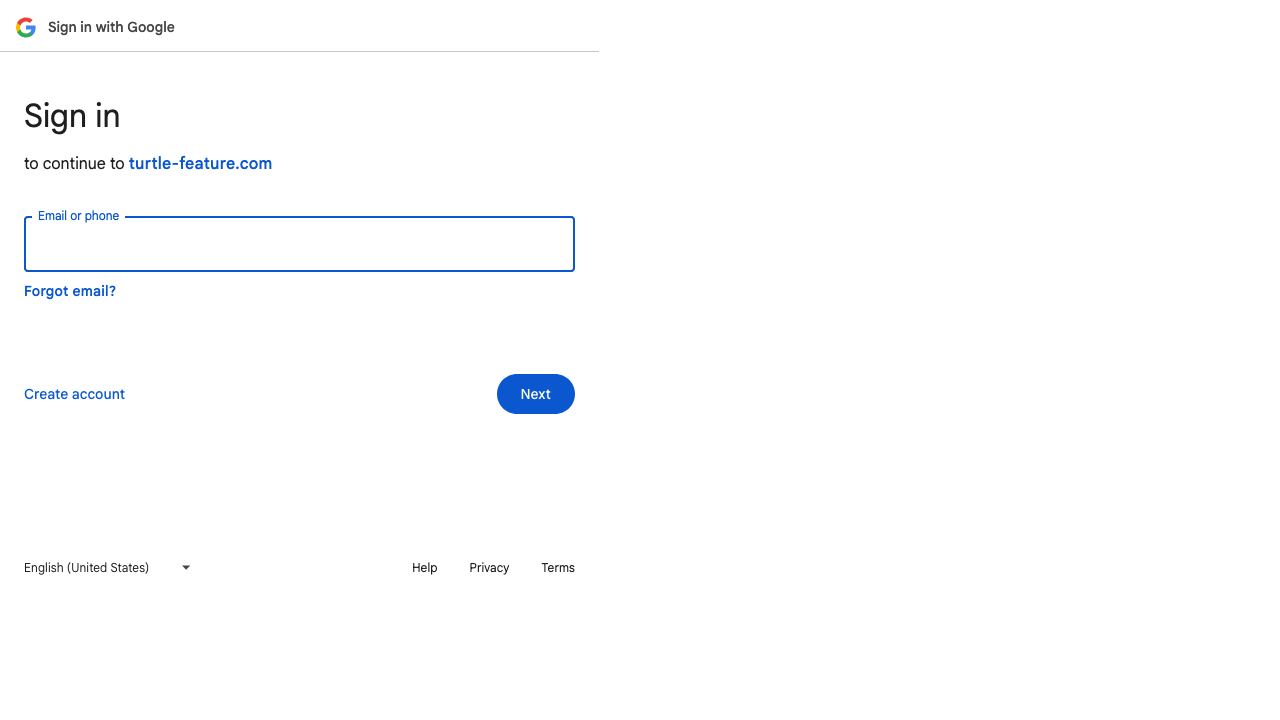 Sign in with Google
Sign in
to continue to turtle-feature.com
Email or phone
Forgot email?
Create account
Next
English (United States)
Help
Privacy
Terms